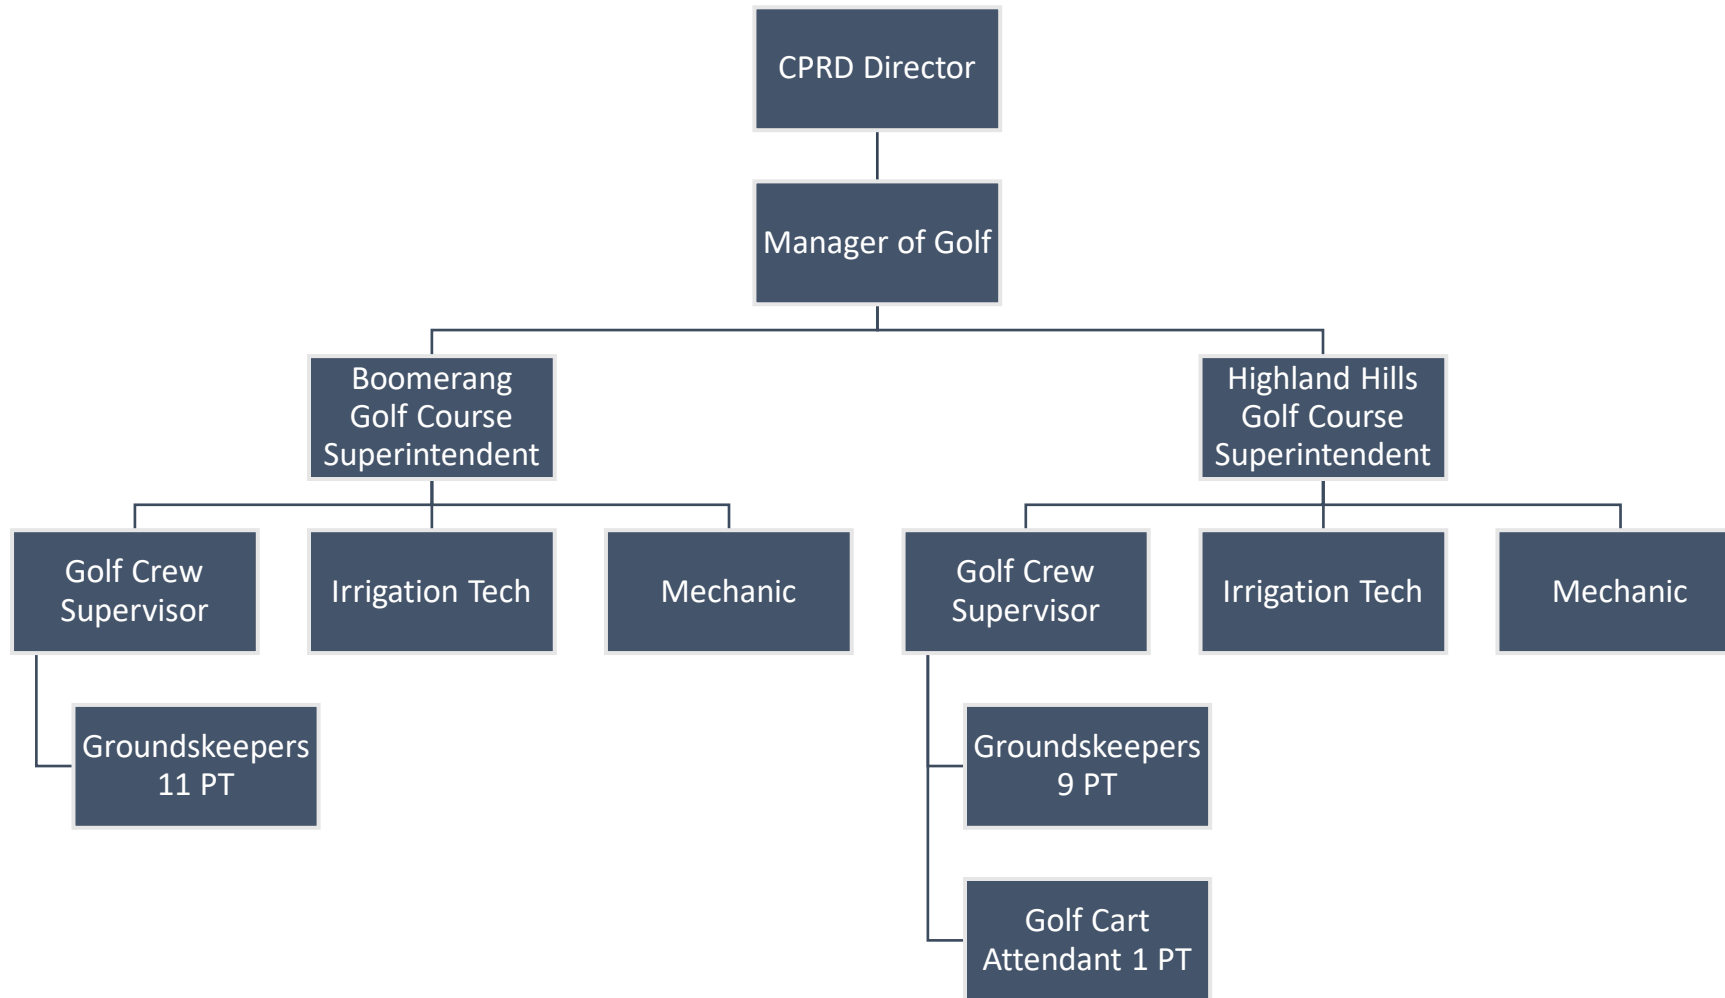 CPRD Director
Manager of Golf
Boomerang
Golf Course
Superintendent
Highland Hills
Golf Course
Superintendent
Golf Crew
Supervisor
Irrigation Tech
Mechanic
Golf Crew
Supervisor
Irrigation Tech
Mechanic
Groundskeepers
11 PT
Groundskeepers
9 PT
Golf Cart
Attendant 1 PT